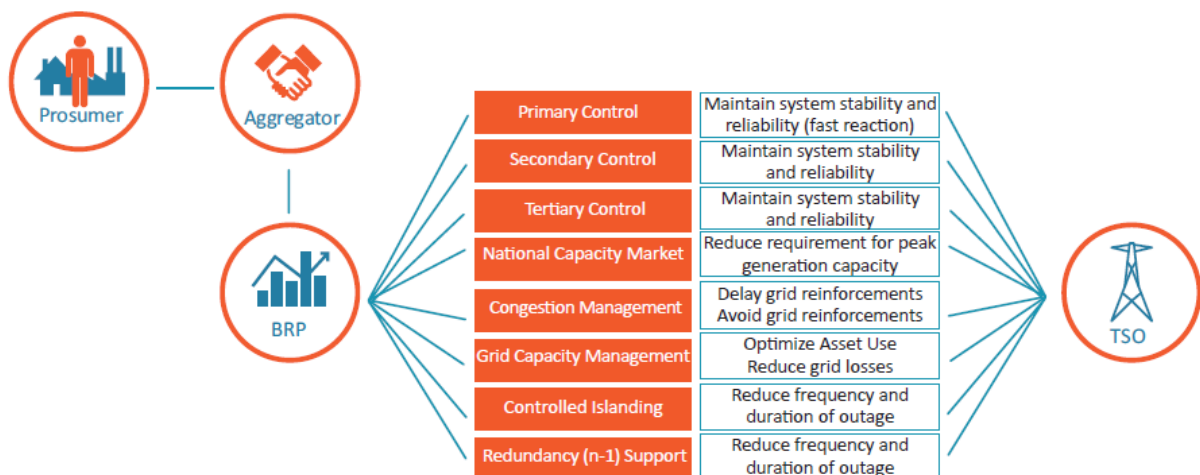 Prosumer
Aggregator
BRP
Primary Control
Maintain system stability and
reliability (fast reaction)
Secondary Control
Maintain system stability
and reliability
Tertiary Control
Maintain system stability
and reliability
National Capacity Market
Reduce requirement for peak
generation capacity
Congestion Management
Delay grid reinforcements
Avoid grid reinforcements
Grid Capacity Management
Optimize Asset Use
Reduce grid losses
Controlled Islanding
Reduce frequency and
duration of outage
Redundancy (n-1) Support
Reduce frequency and
duration of outage
TSO